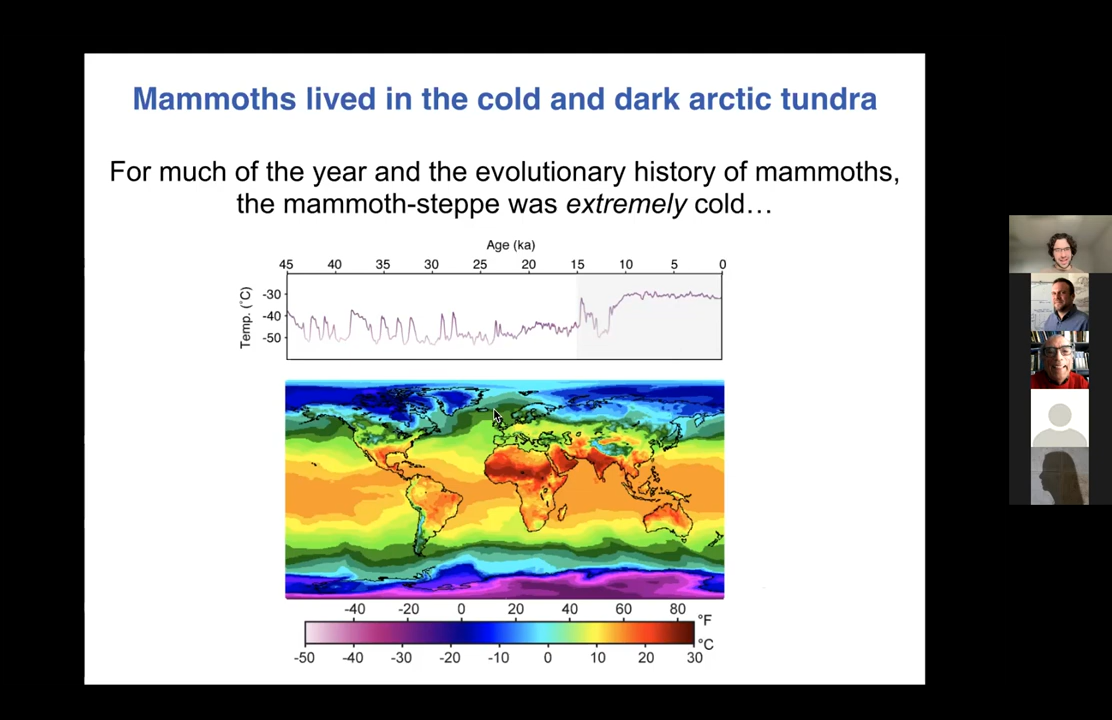 Mammoths lived in the cold and dark arctic tundra
For much of the year and the evolutionary history of mammoths,
the mammoth-steppe was extremely cold…
Age (ka)
45 40 35 30 25 20 15 10 5 0
Temp. (˚C)
-30
-40
-50
-40 -20 0 20 40 60 80
°F
°C
-50 -40 -30 -20 -10 0 10 20 30